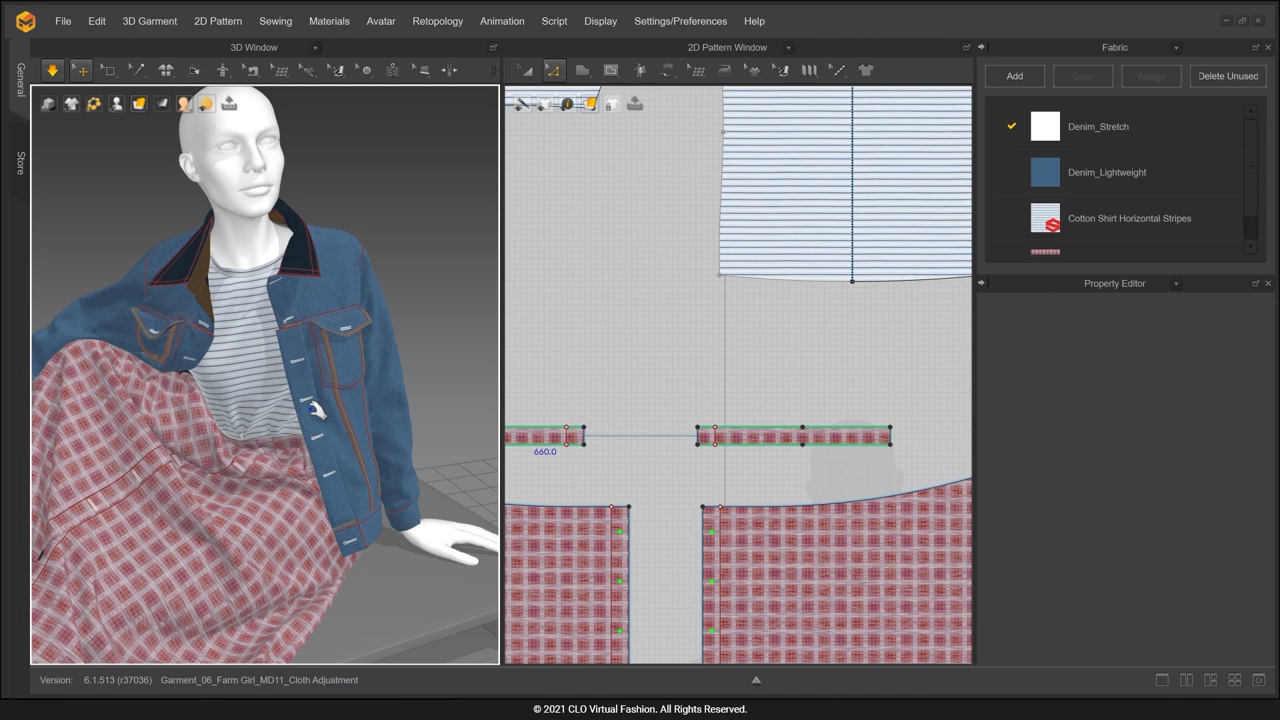 File Edit 3D Garment 2D Pattern Sewing Materials Avatar Retopology Animation Script Display Settings/Preferences Help
General
Store
3D Window
2D Pattern Window
Fabric
Add Copy Assign Delete Unused
Denim_Stretch
Denim_Lightweight
Cotton Shirt Horizontal Stripes
Property Editor
660.0
Version: 6.1.513 (r37036) Garment_06_Farm Girl_MD11_Cloth Adjustment
© 2021 CLO Virtual Fashion. All Rights Reserved.